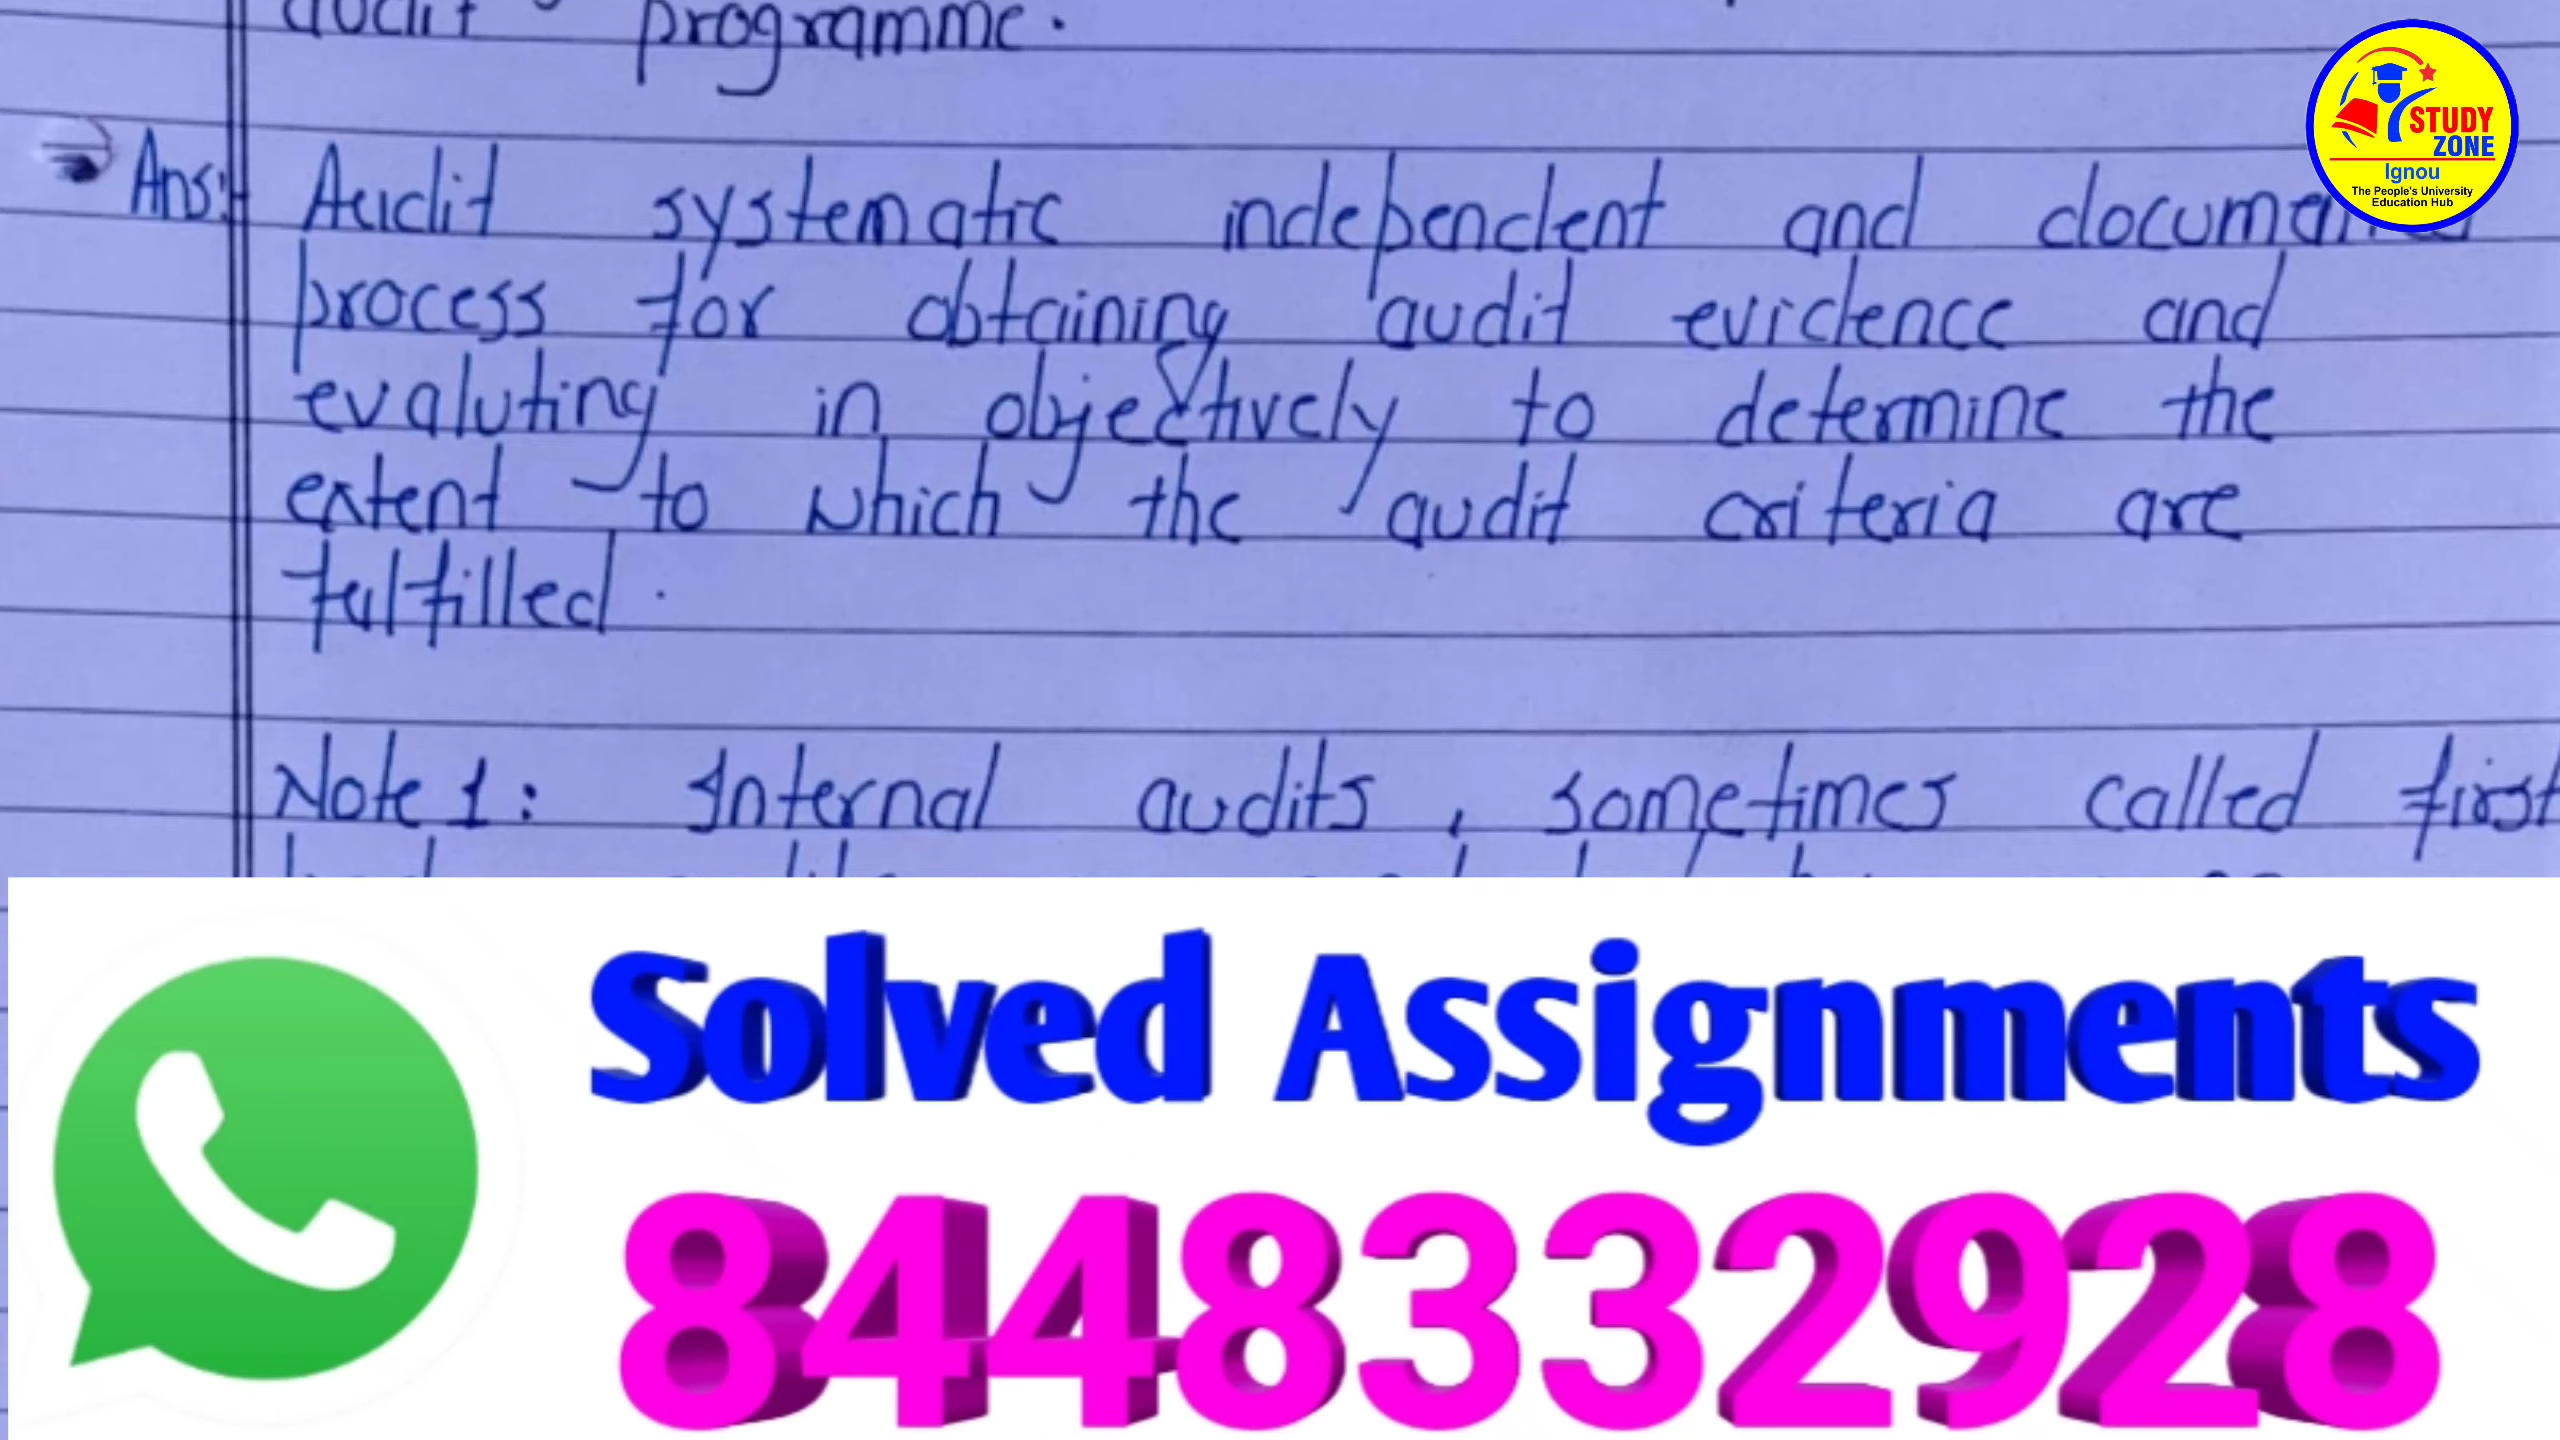 audit programme.
Ans:- Audit systematic independent and
process for obtaining audit evidence and
evaluting in objectively to determine the
extent to which the audit criteria are
fulfilled.
Note 1: Internal audits, sometimes called first
STUDY
ZONE
Ignou
The People's University
Education Hub
Solved Assignments
8448332928